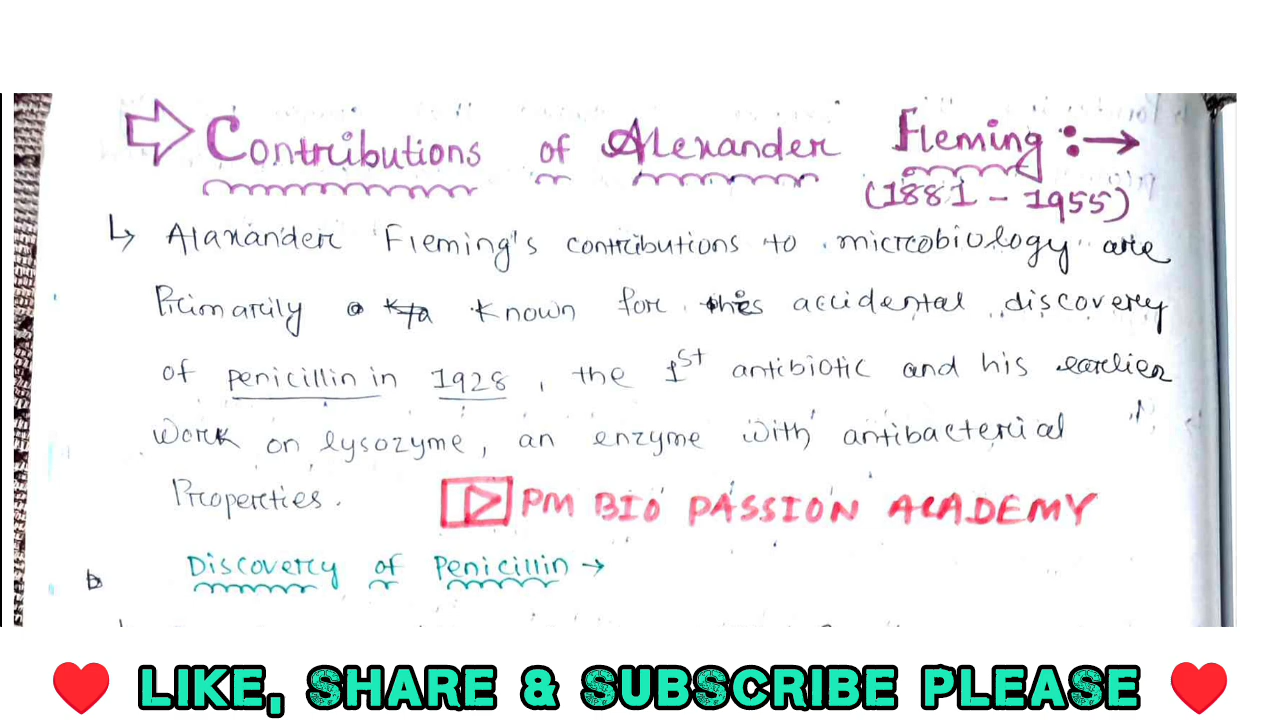 Contributions of Alexander Fleming :→
(1881 - 1955)
↳ Alaxander Fleming's contributions to microbiology are
Primarily known for his accidental discovery
of penicillin in 1928, the 1st antibiotic and his earlier
work on lysozyme, an enzyme with antibacterial
Properties.
PM BIO PASSION ACADEMY
Discovery of Penicillin →
LIKE, SHARE & SUBSCRIBE PLEASE